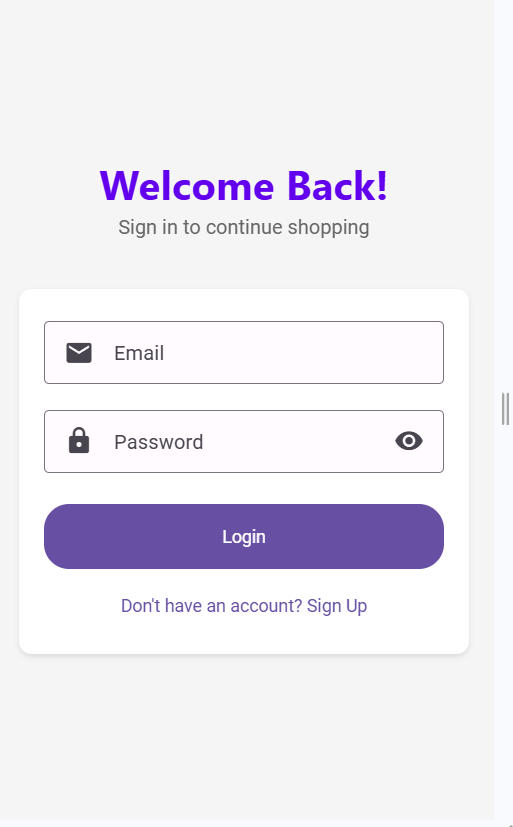 Welcome Back!
Sign in to continue shopping
Email
Password
Login
Don't have an account? Sign Up